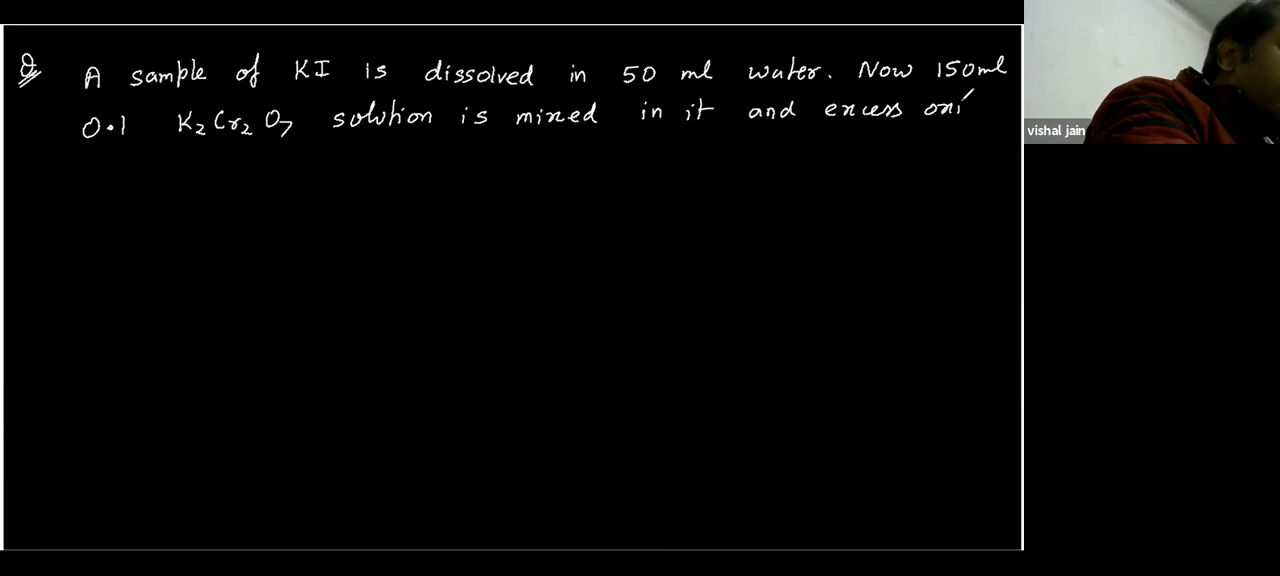 Q A sample of KI is dissolved in 50 ml water. Now 150ml
0.1 K2Cr2O7 solution is mixed in it and excess oxi
vishal jain